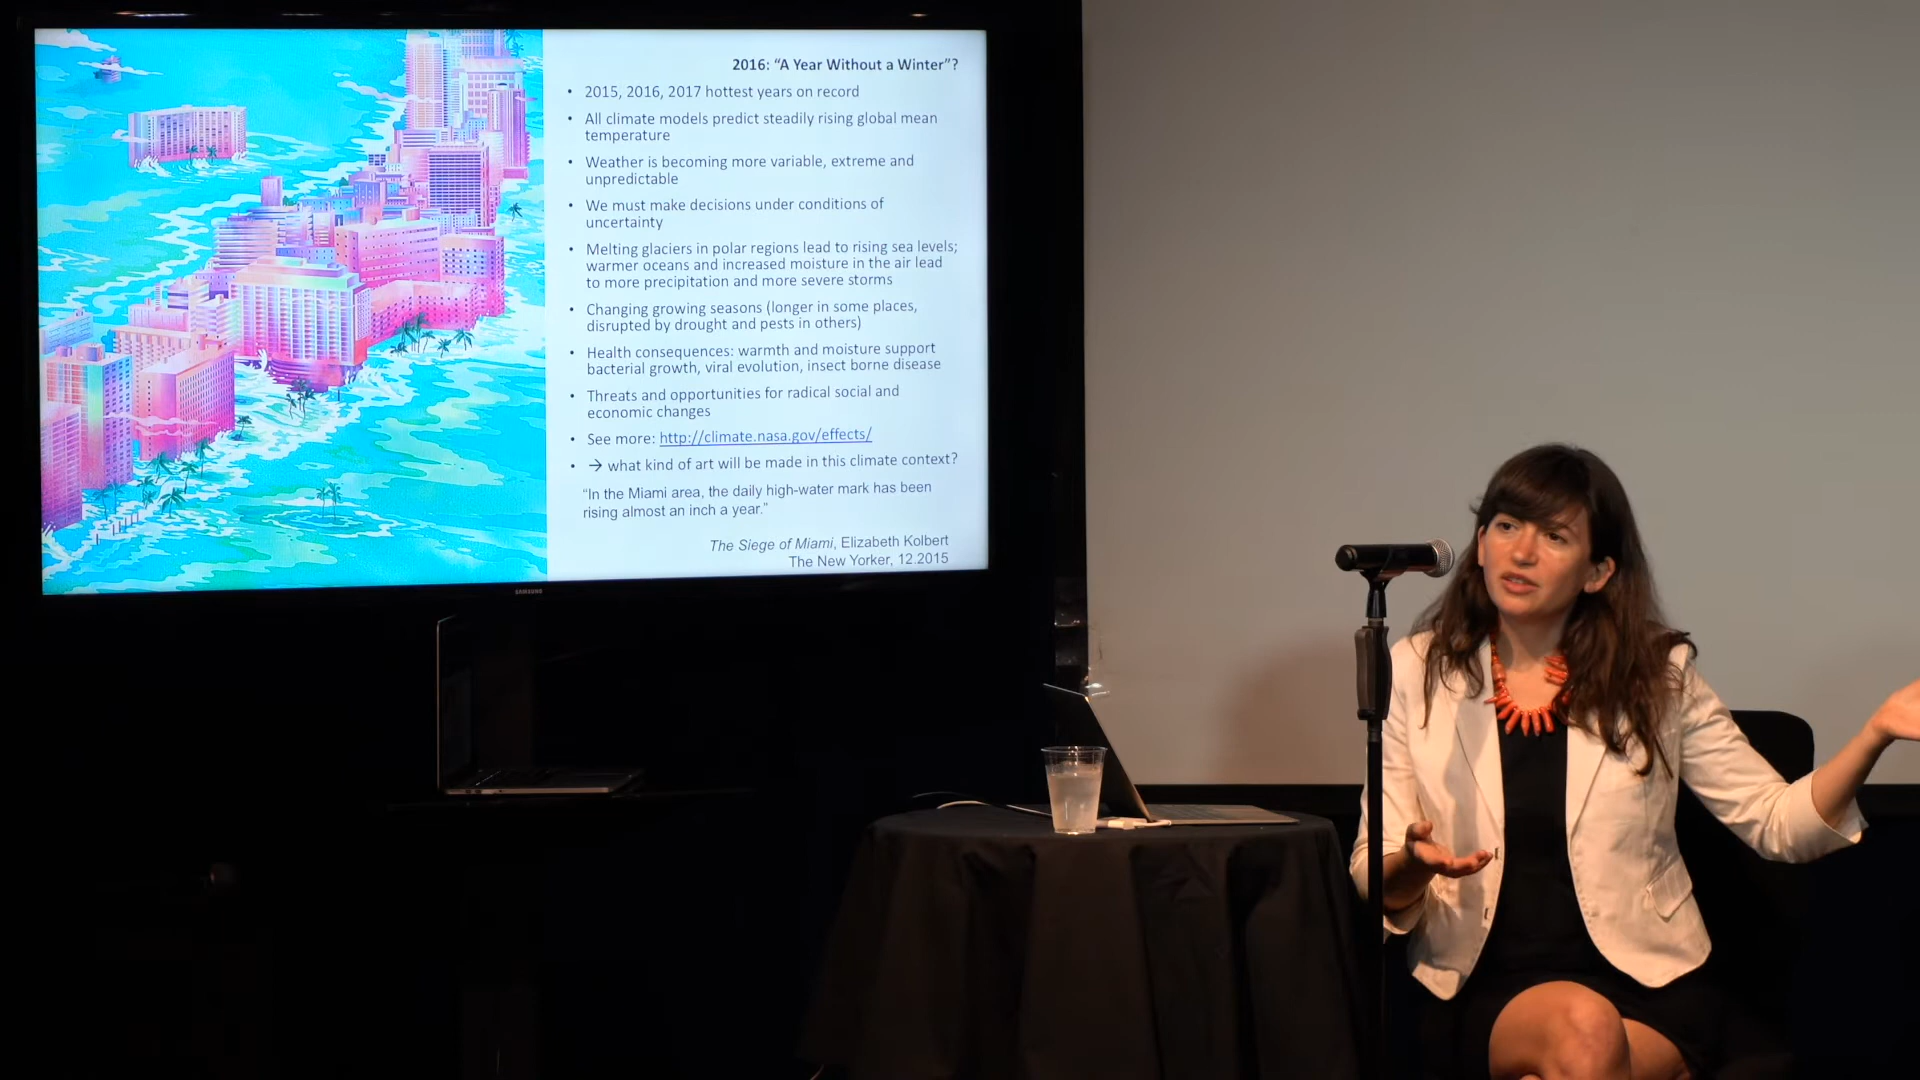 2016: “A Year Without a Winter”?
• 2015, 2016, 2017 hottest years on record
• All climate models predict steadily rising global mean
temperature
• Weather is becoming more variable, extreme and
unpredictable
• We must make decisions under conditions of
uncertainty
• Melting glaciers in polar regions lead to rising sea levels;
warmer oceans and increased moisture in the air lead
to more precipitation and more severe storms
• Changing growing seasons (longer in some places,
disrupted by drought and pests in others)
• Health consequences: warmth and moisture support
bacterial growth, viral evolution, insect borne disease
• Threats and opportunities for radical social and
economic changes
• See more: http://climate.nasa.gov/effects/
• → what kind of art will be made in this climate context?
“In the Miami area, the daily high-water mark has been
rising almost an inch a year.”
The Siege of Miami, Elizabeth Kolbert
The New Yorker, 12.2015
SAMSUNG